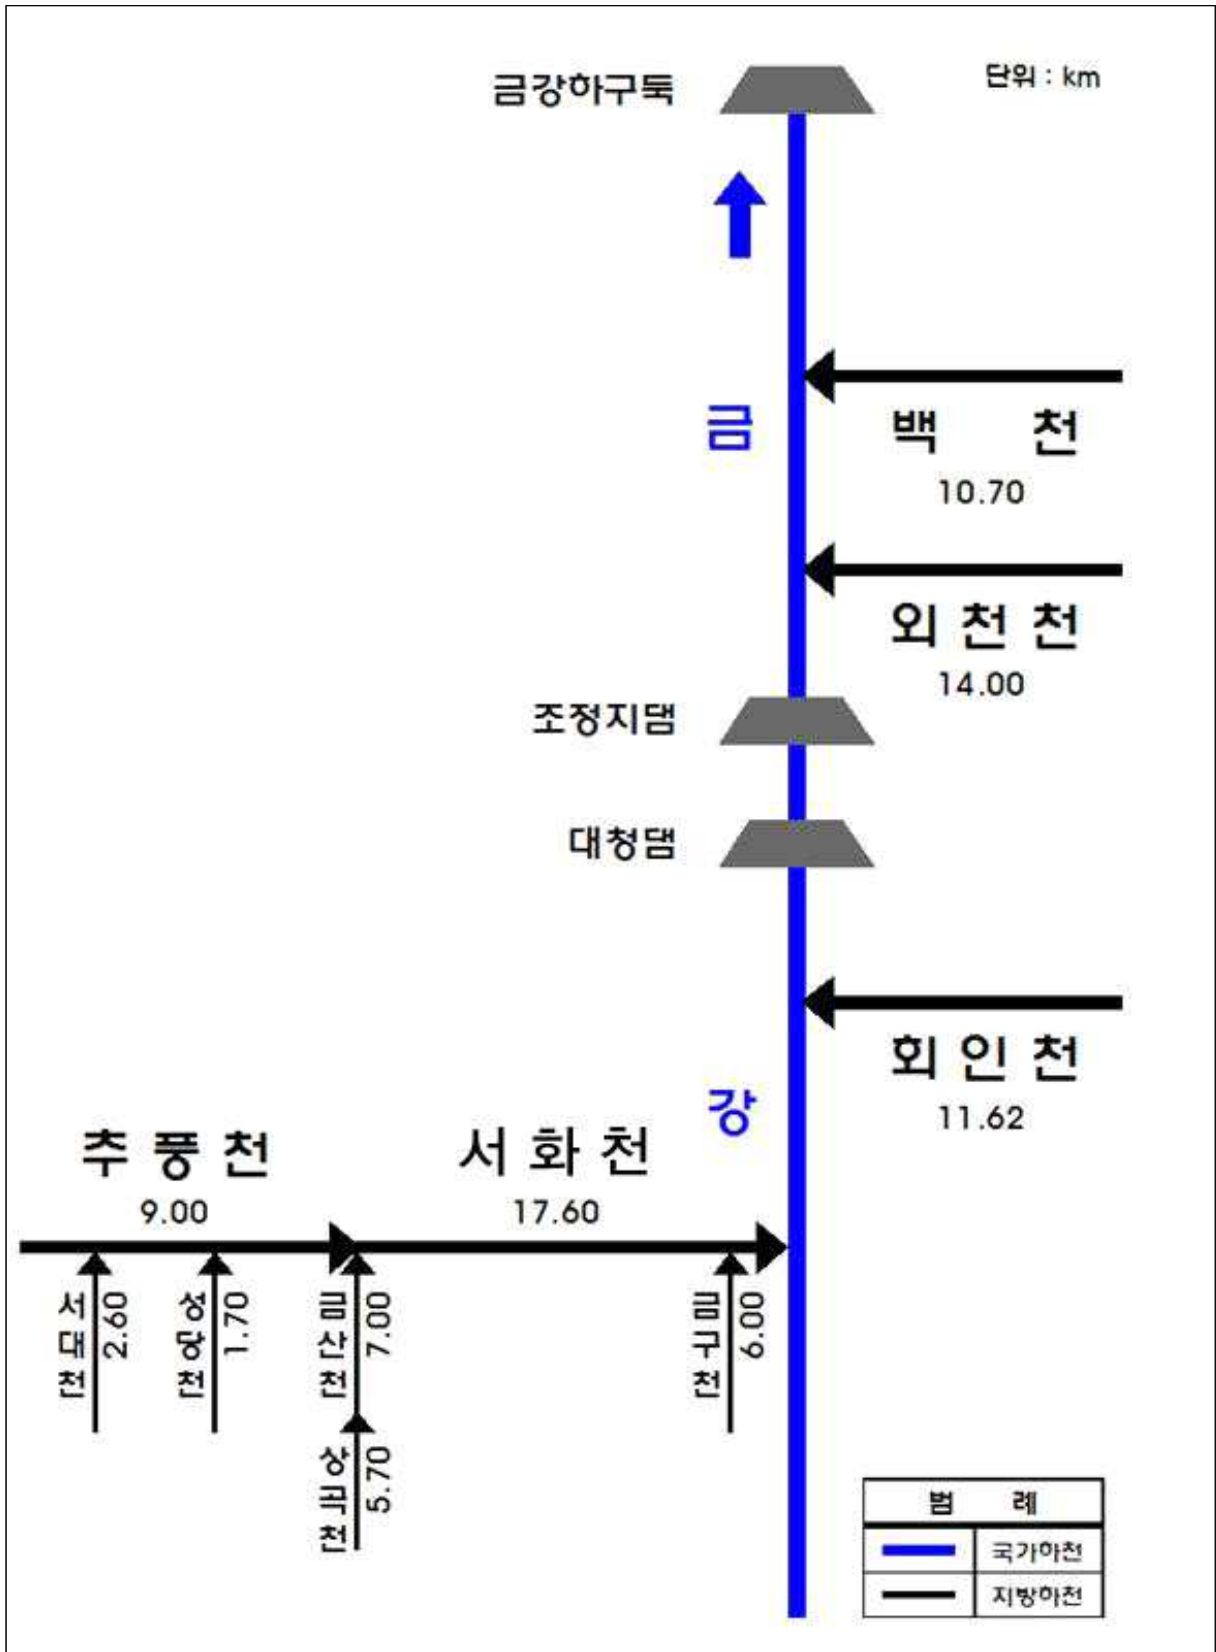 금강하구둑
단위 : km
금
백 천
10.70
외 천 천
14.00
조정지댐
대청댐
회 인 천
11.62
강
추 풍 천
9.00
서 화 천
17.60
서대천
2.60
성당천
1.70
금산천
7.00
금구천
6.00
상곡천
5.70
범 례
국가하천
지방하천